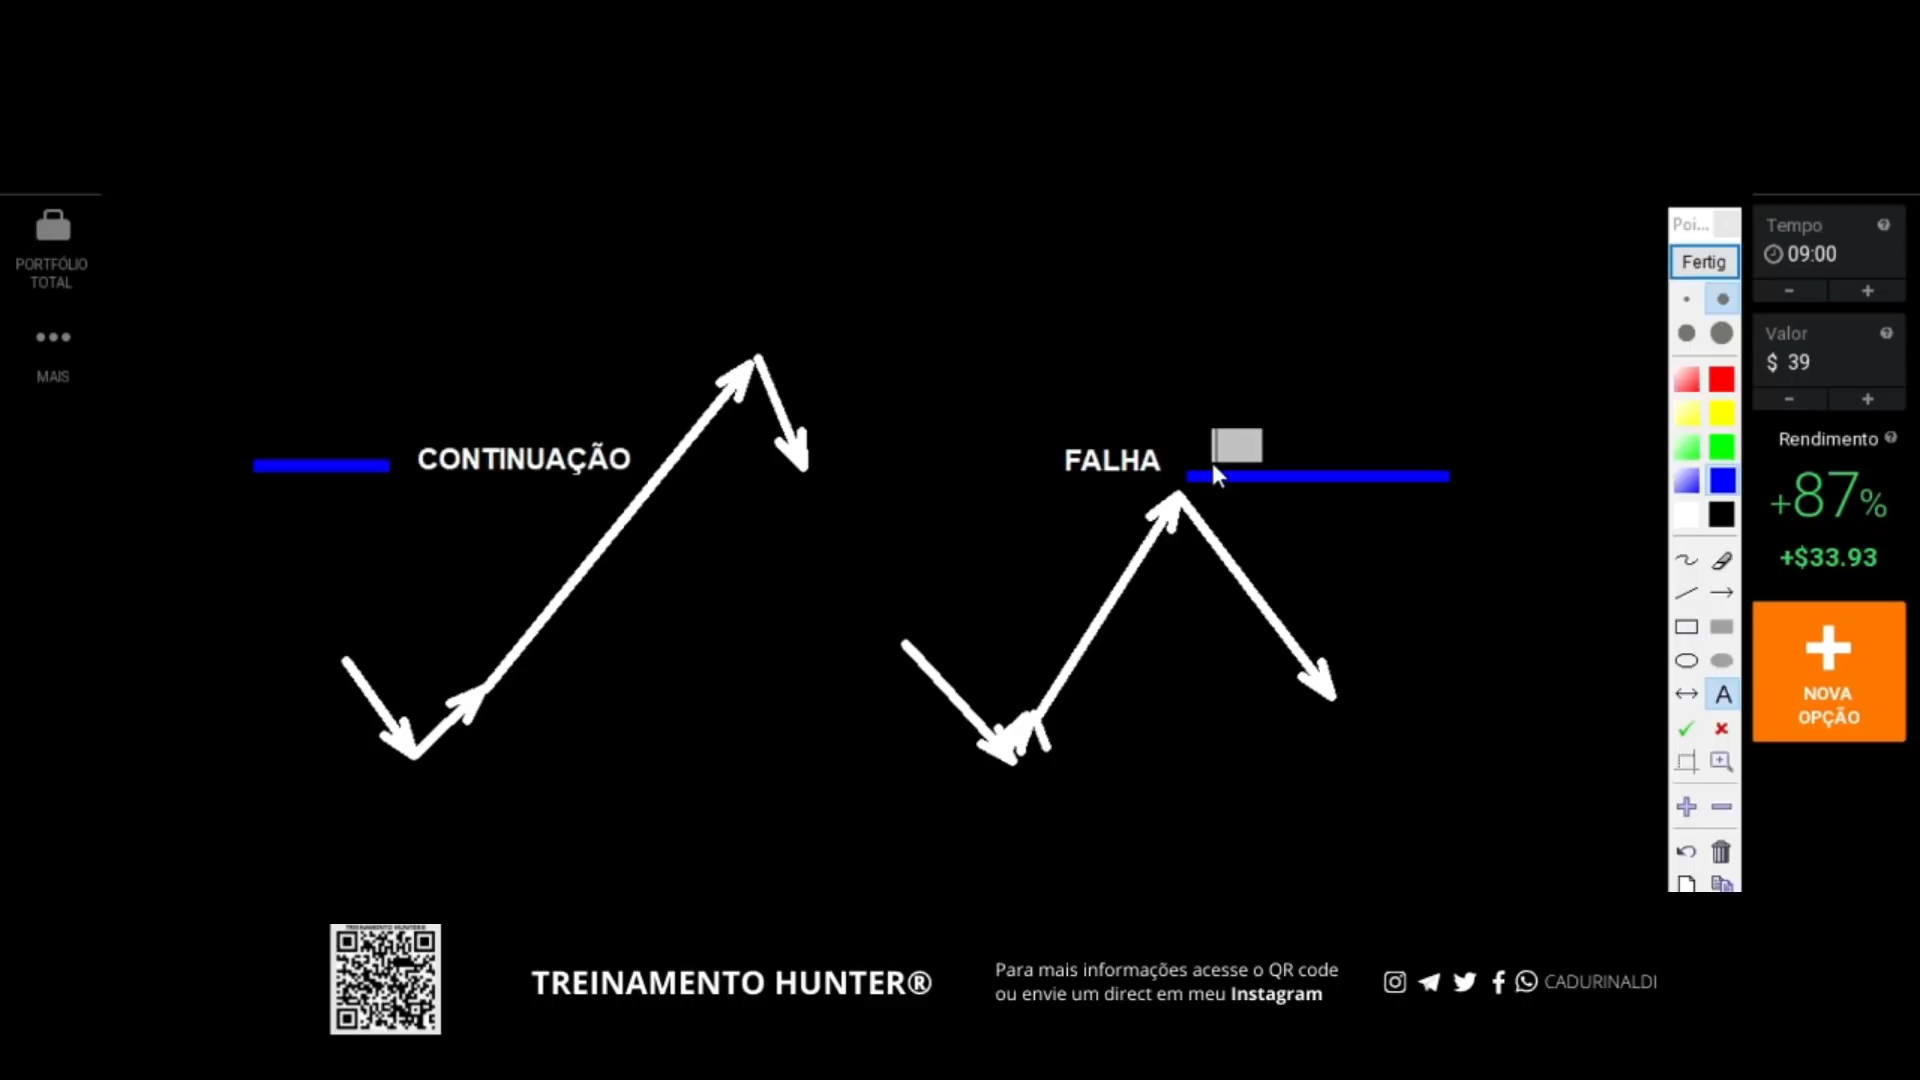 PORTFÓLIO
TOTAL
MAIS
CONTINUAÇÃO
FALHA
Poi...
Fertig
A
Tempo
09:00
Valor
$ 39
Rendimento
+87%
+$33.93
NOVA
OPÇÃO
TREINAMENTO HUNTER®
Para mais informações acesse o QR code
ou envie um direct em meu Instagram
CADURINALDI